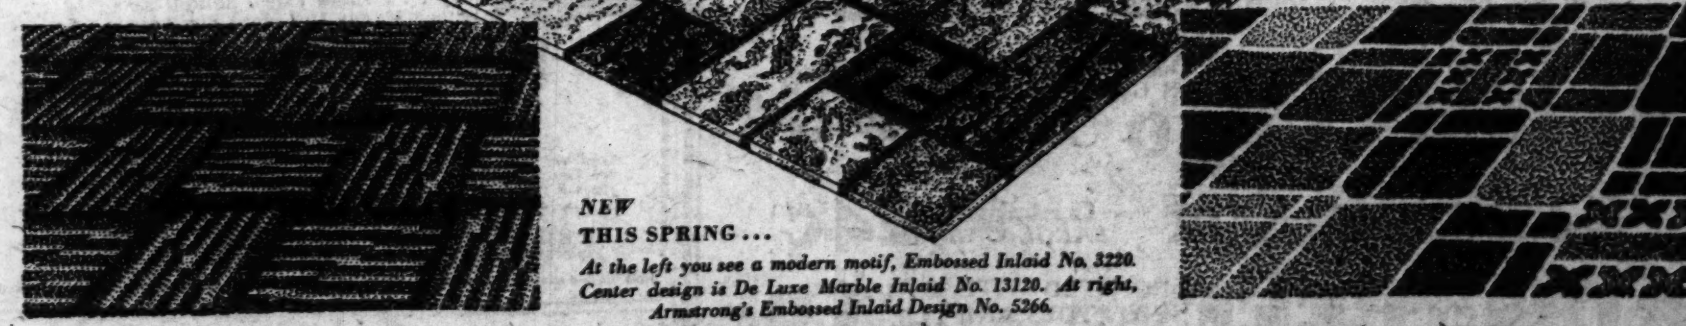 NEW
THIS SPRING ...
At the left you see a modern motif, Embossed Inlaid No. 3220.
Center design is De Luxe Marble Inlaid No. 13120. At right,
Armstrong's Embossed Inlaid Design No. 5266.